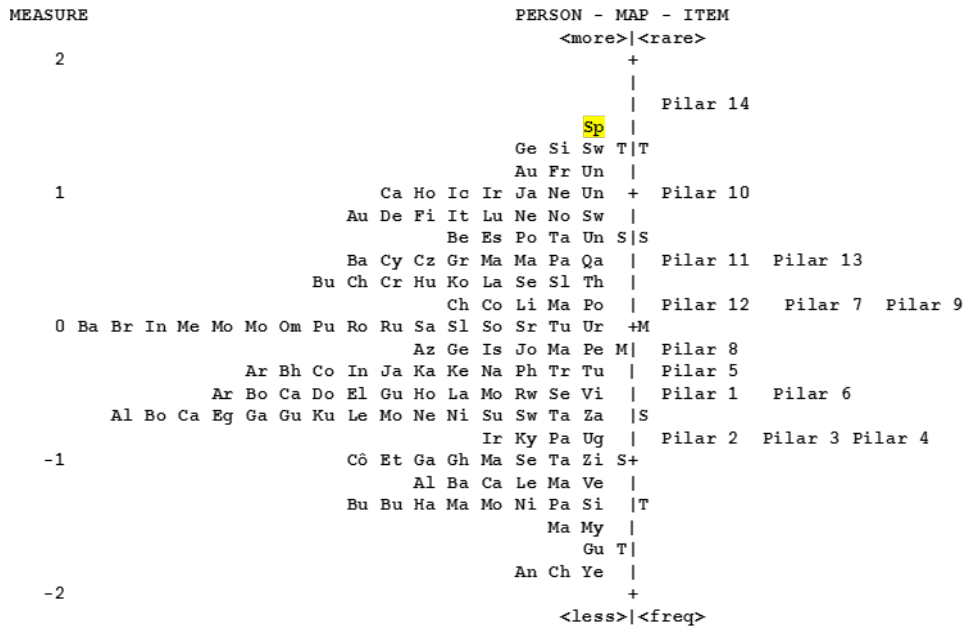 MEASURE PERSON - MAP - ITEM
<more>|<rare>
2 +
|
| Pilar 14
Sp |
Ge Si Sw T|T
Au Fr Un |
1 Ca Ho Ic Ir Ja Ne Un + Pilar 10
Au De Fi It Lu Ne No Sw |
Be Es Po Ta Un S|S
Ba Cy Cz Gr Ma Ma Pa Qa | Pilar 11 Pilar 13
Bu Ch Cr Hu Ko La Se Sl Th |
Ch Co Li Ma Po | Pilar 12 Pilar 7 Pilar 9
0 Ba Br In Me Mo Mo Om Pu Ro Ru Sa Sl So Sr Tu Ur +M
Az Ge Is Jo Ma Pe M| Pilar 8
Ar Bh Co In Ja Ka Ke Na Ph Tr Tu | Pilar 5
Ar Bo Ca Do El Gu Ho La Mo Rw Se Vi | Pilar 1 Pilar 6
Al Bo Ca Eg Ga Gu Ku Le Mo Ne Ni Su Sw Ta Za |S
Ir Ky Pa Ug | Pilar 2 Pilar 3 Pilar 4
-1 Cô Et Ga Gh Ma Se Ta Zi S+
Al Ba Ca Le Ma Ve |
Bu Bu Ha Ma Mo Ni Pa Si |T
Ma My |
Gu T|
An Ch Ye |
-2 +
<less>|<freq>